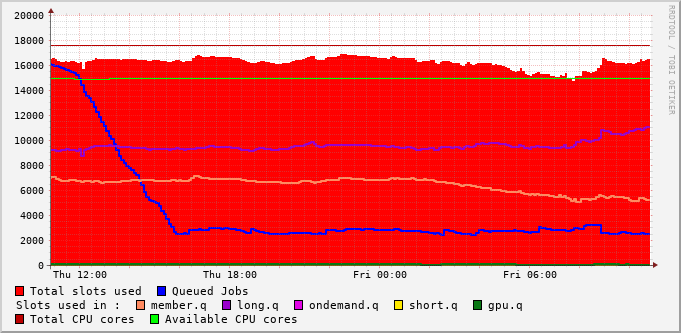 20000
18000
16000
14000
12000
10000
8000
6000
4000
2000
0
Thu 12:00 Thu 18:00 Fri 00:00 Fri 06:00
RRDTOOL / TOBI OETIKER
Total slots used Queued Jobs
Slots used in : member.q long.q ondemand.q short.q gpu.q
Total CPU cores Available CPU cores